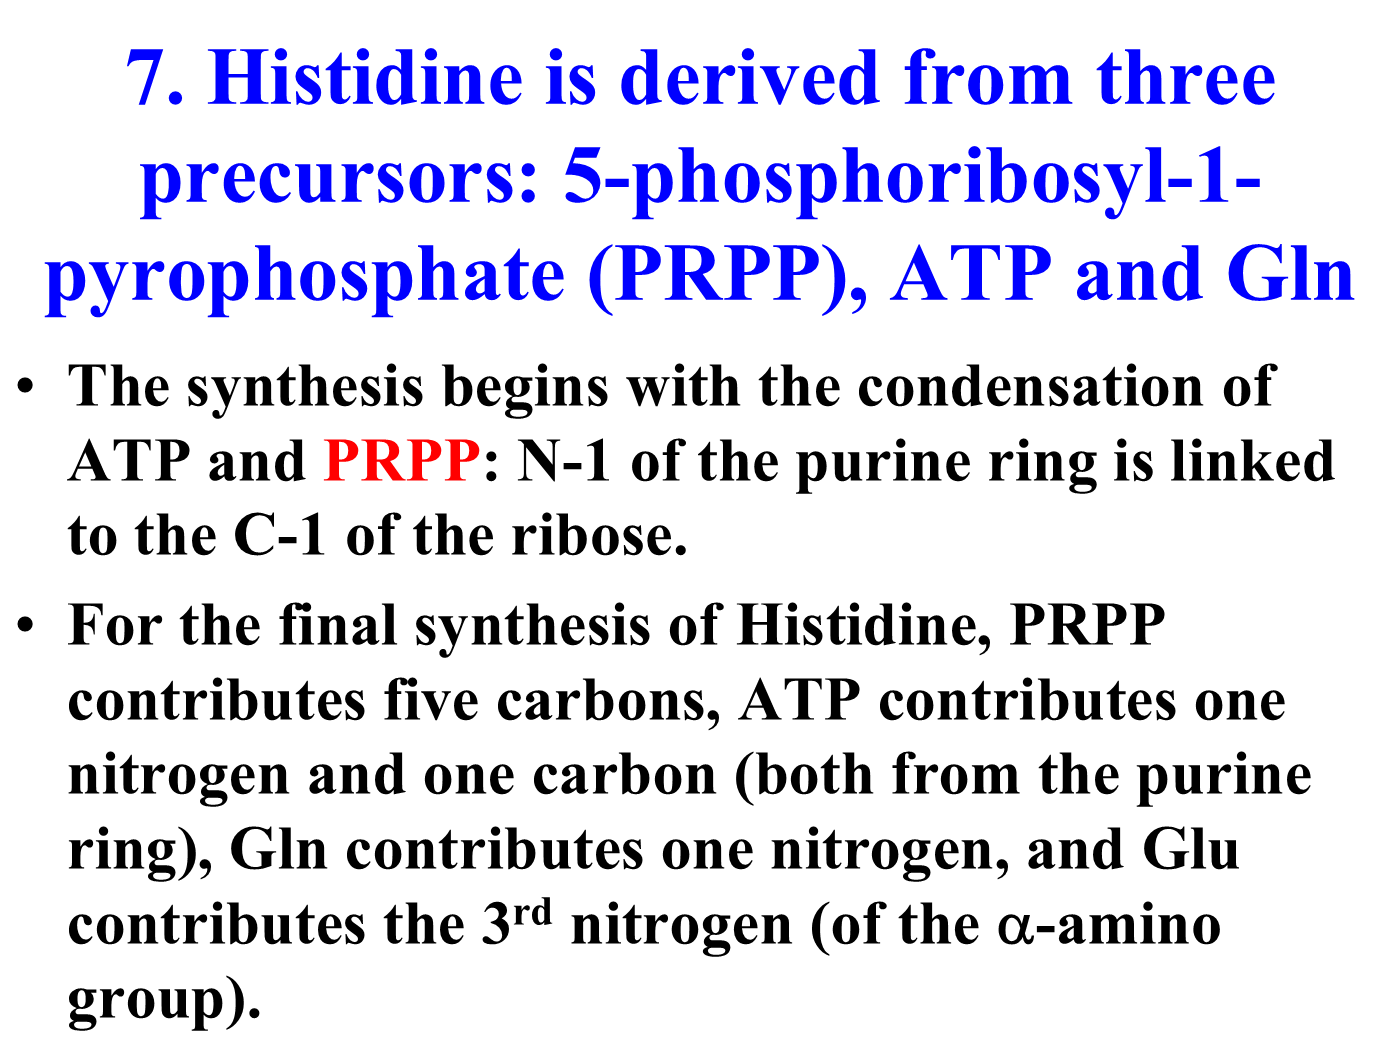 7. Histidine is derived from three
precursors: 5-phosphoribosyl-1-
pyrophosphate (PRPP), ATP and Gln
• The synthesis begins with the condensation of
ATP and PRPP: N-1 of the purine ring is linked
to the C-1 of the ribose.
• For the final synthesis of Histidine, PRPP
contributes five carbons, ATP contributes one
nitrogen and one carbon (both from the purine
ring), Gln contributes one nitrogen, and Glu
contributes the 3rd nitrogen (of the α-amino
group).